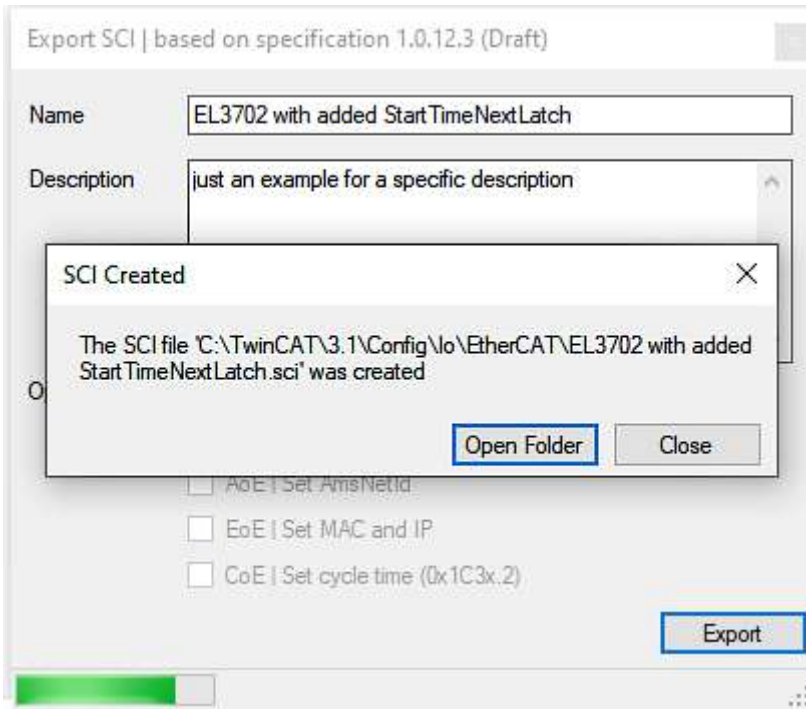 Export SCI | based on specification 1.0.12.3 (Draft)
Name
EL3702 with added StartTimeNextLatch
Description
just an example for a specific description
SCI Created
The SCI file 'C:\TwinCAT\3.1\Config\Io\EtherCAT\EL3702 with added
StartTimeNextLatch.sci' was created
Open Folder
Close
AoE | Set AmsNetId
EoE | Set MAC and IP
CoE | Set cycle time (0x1C3x.2)
Export